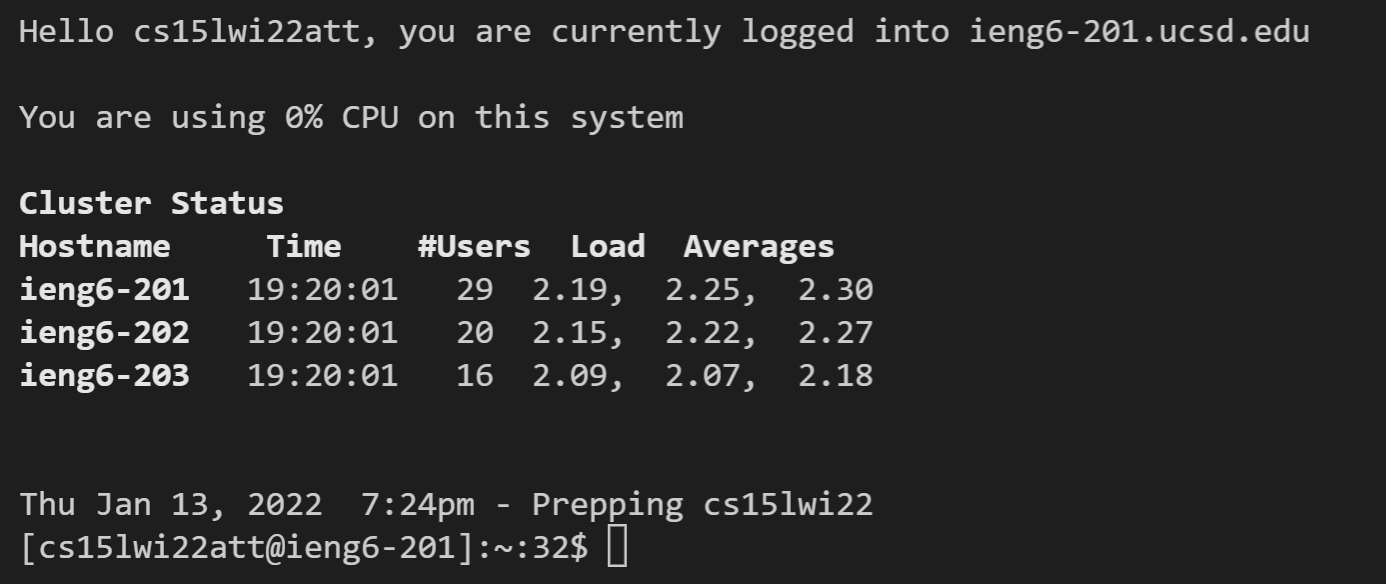 Hello cs15lwi22att, you are currently logged into ieng6-201.ucsd.edu
You are using 0% CPU on this system
Cluster Status
Hostname     Time    #Users  Load  Averages
ieng6-201   19:20:01   29  2.19,  2.25,  2.30
ieng6-202   19:20:01   20  2.15,  2.22,  2.27
ieng6-203   19:20:01   16  2.09,  2.07,  2.18
Thu Jan 13, 2022  7:24pm - Prepping cs15lwi22
[cs15lwi22att@ieng6-201]:~:32$